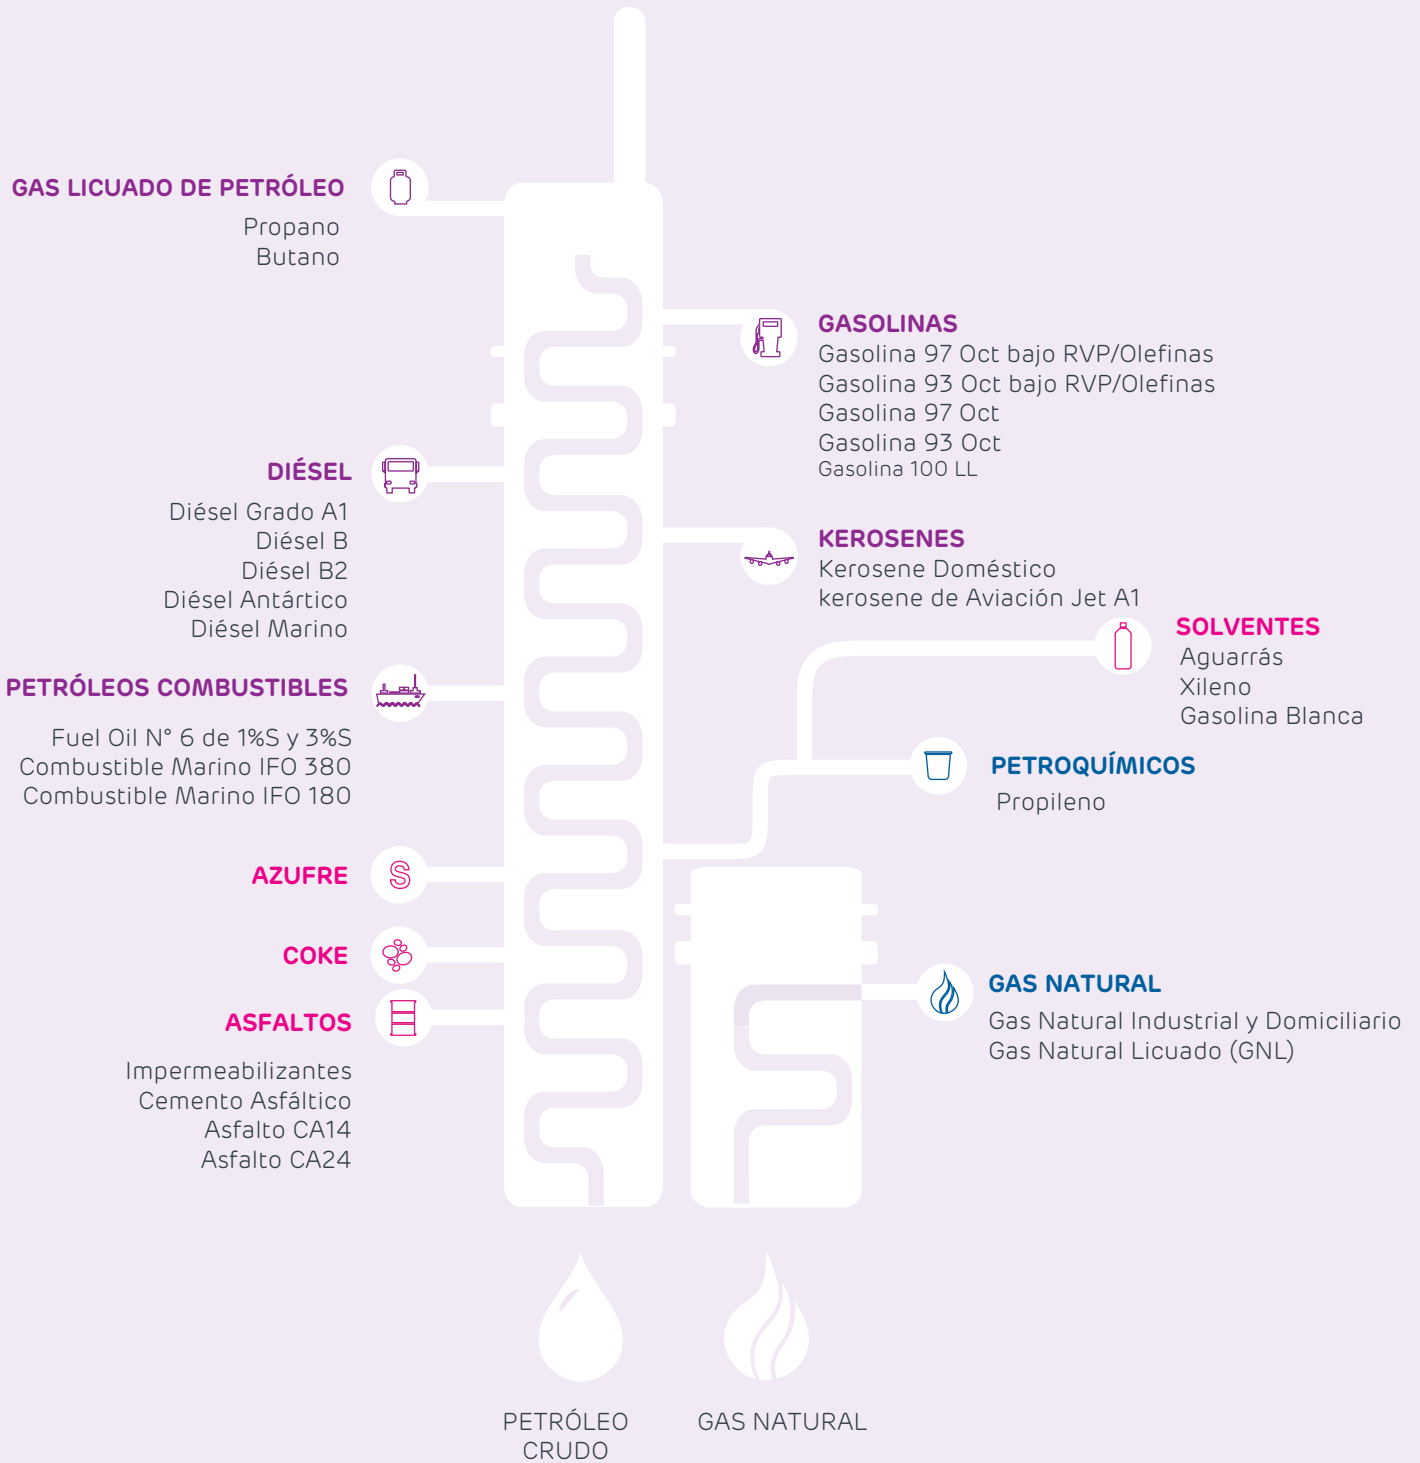 GAS LICUADO DE PETRÓLEO
Propano
Butano
GASOLINAS
Gasolina 97 Oct bajo RVP/Olefinas
Gasolina 93 Oct bajo RVP/Olefinas
Gasolina 97 Oct
Gasolina 93 Oct
Gasolina 100 LL
DIÉSEL
Diésel Grado A1
Diésel B
Diésel B2
Diésel Antártico
Diésel Marino
KEROSENES
Kerosene Doméstico
kerosene de Aviación Jet A1
SOLVENTES
Aguarrás
Xileno
Gasolina Blanca
PETRÓLEOS COMBUSTIBLES
Fuel Oil N° 6 de 1%S y 3%S
Combustible Marino IFO 380
Combustible Marino IFO 180
PETROQUÍMICOS
Propileno
AZUFRE
S
COKE
ASFALTOS
Impermeabilizantes
Cemento Asfáltico
Asfalto CA14
Asfalto CA24
GAS NATURAL
Gas Natural Industrial y Domiciliario
Gas Natural Licuado (GNL)
PETRÓLEO
CRUDO
GAS NATURAL